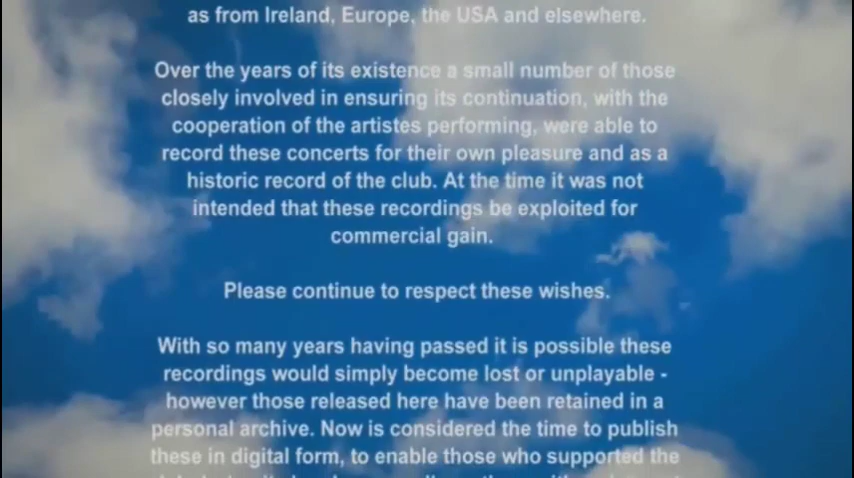 as from Ireland, Europe, the USA and elsewhere.
Over the years of its existence a small number of those
closely involved in ensuring its continuation, with the
cooperation of the artistes performing, were able to
record these concerts for their own pleasure and as a
historic record of the club. At the time it was not
intended that these recordings be exploited for
commercial gain.
Please continue to respect these wishes.
With so many years having passed it is possible these
recordings would simply become lost or unplayable -
however those released here have been retained in a
personal archive. Now is considered the time to publish
these in digital form, to enable those who supported the